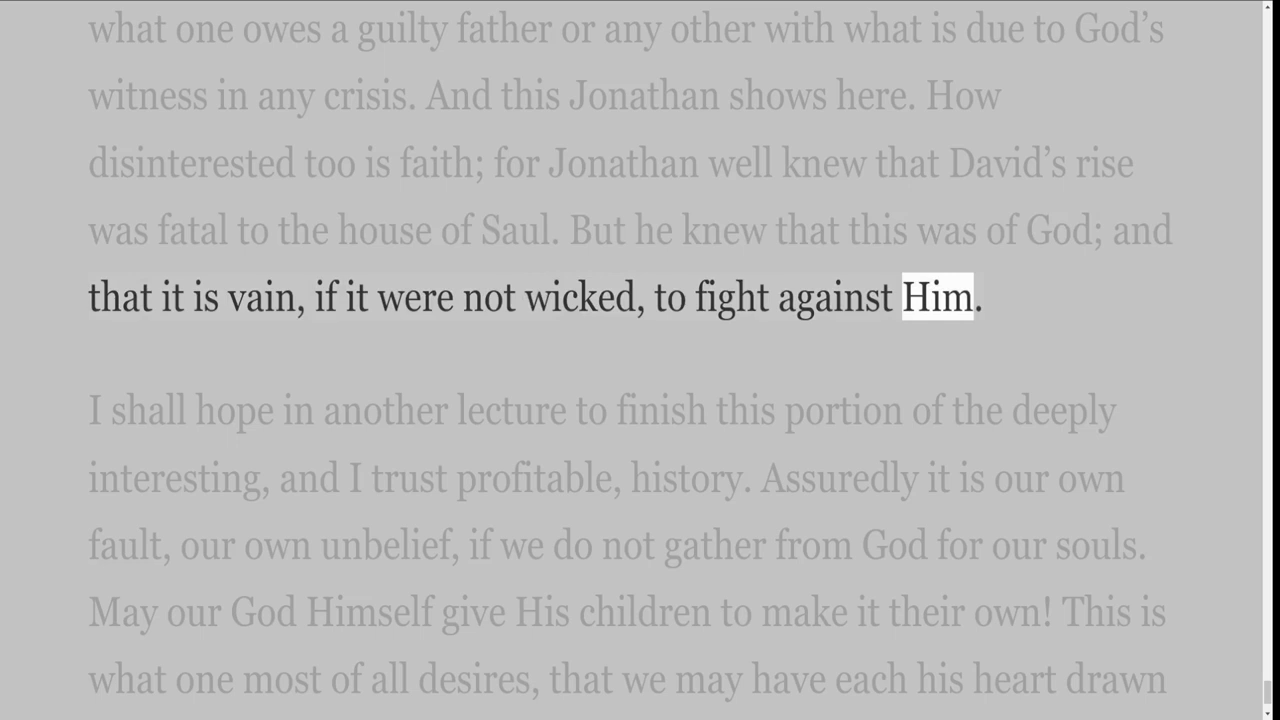 what one owes a guilty father or any other with what is due to God’s
witness in any crisis. And this Jonathan shows here. How
disinterested too is faith; for Jonathan well knew that David’s rise
was fatal to the house of Saul. But he knew that this was of God; and
that it is vain, if it were not wicked, to fight against Him.
I shall hope in another lecture to finish this portion of the deeply
interesting, and I trust profitable, history. Assuredly it is our own
fault, our own unbelief, if we do not gather from God for our souls.
May our God Himself give His children to make it their own! This is
what one most of all desires, that we may have each his heart drawn